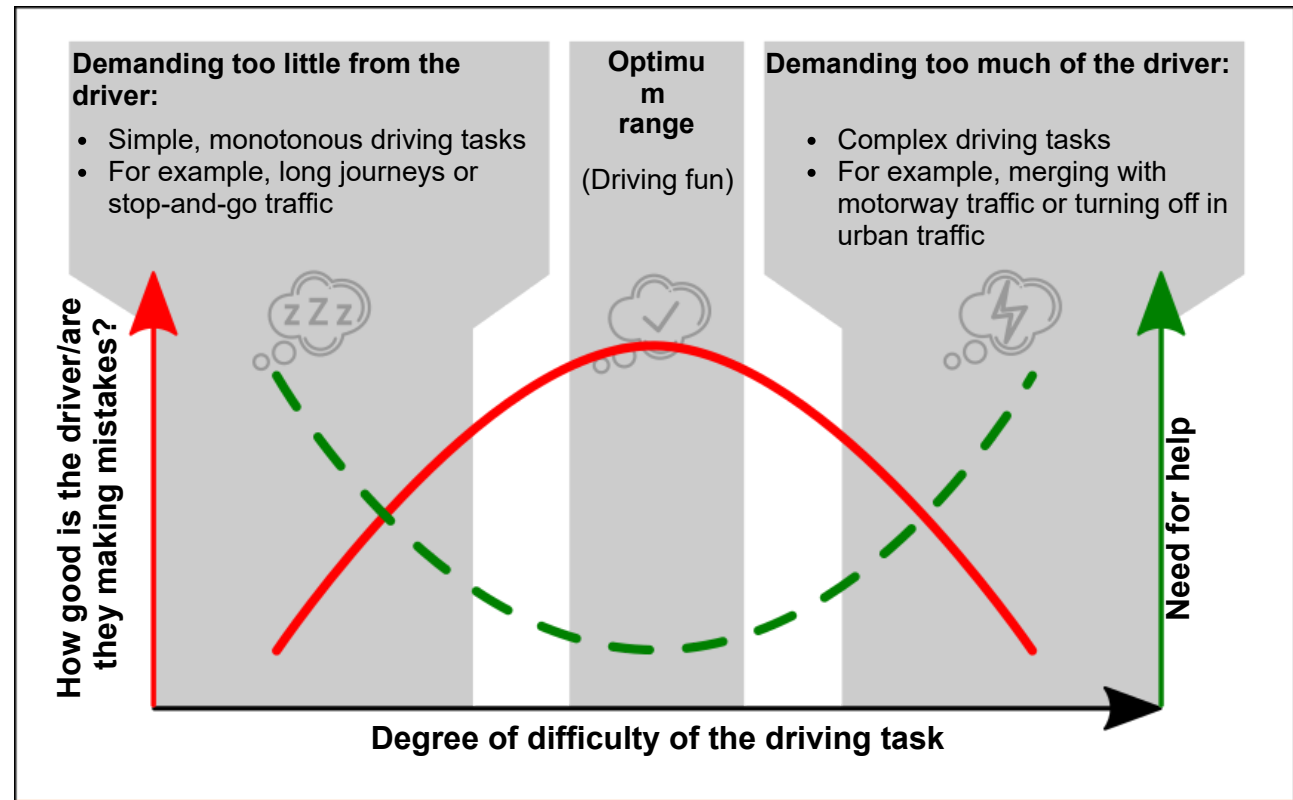 Demanding too little from the
driver:
• Simple, monotonous driving tasks
• For example, long journeys or
stop-and-go traffic
Optimu
m
range
(Driving fun)
Demanding too much of the driver:
• Complex driving tasks
• For example, merging with
motorway traffic or turning off in
urban traffic
zZz
How good is the driver/are
they making mistakes?
Need for help
Degree of difficulty of the driving task